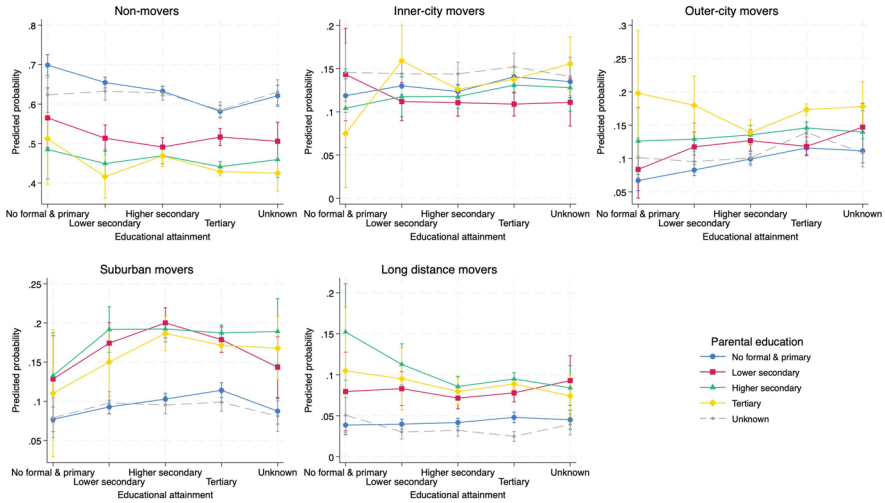 Non-movers
Predicted probability
.8
.7
.6
.5
.4
No formal & primary
Lower secondary
Higher secondary
Tertiary
Unknown
Educational attainment
Inner-city movers
Predicted probability
.2
.15
.1
.05
0
No formal & primary
Lower secondary
Higher secondary
Tertiary
Unknown
Educational attainment
Outer-city movers
Predicted probability
.3
.25
.2
.15
.1
.05
No formal & primary
Lower secondary
Higher secondary
Tertiary
Unknown
Educational attainment
Suburban movers
Predicted probability
.25
.2
.15
.1
.05
No formal & primary
Lower secondary
Higher secondary
Tertiary
Unknown
Educational attainment
Long distance movers
Predicted probability
.2
.15
.1
.05
0
No formal & primary
Lower secondary
Higher secondary
Tertiary
Unknown
Educational attainment
Parental education
No formal & primary
Lower secondary
Higher secondary
Tertiary
Unknown